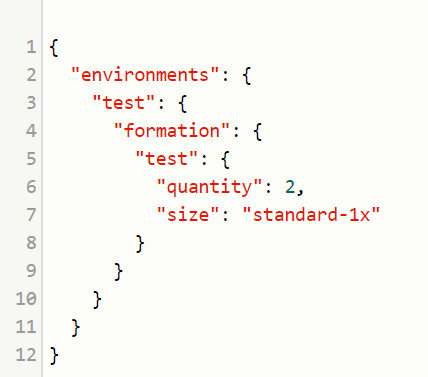 1 {
2   "environments": {
3     "test": {
4       "formation": {
5         "test": {
6           "quantity": 2,
7           "size": "standard-1x"
8         }
9       }
10     }
11   }
12 }